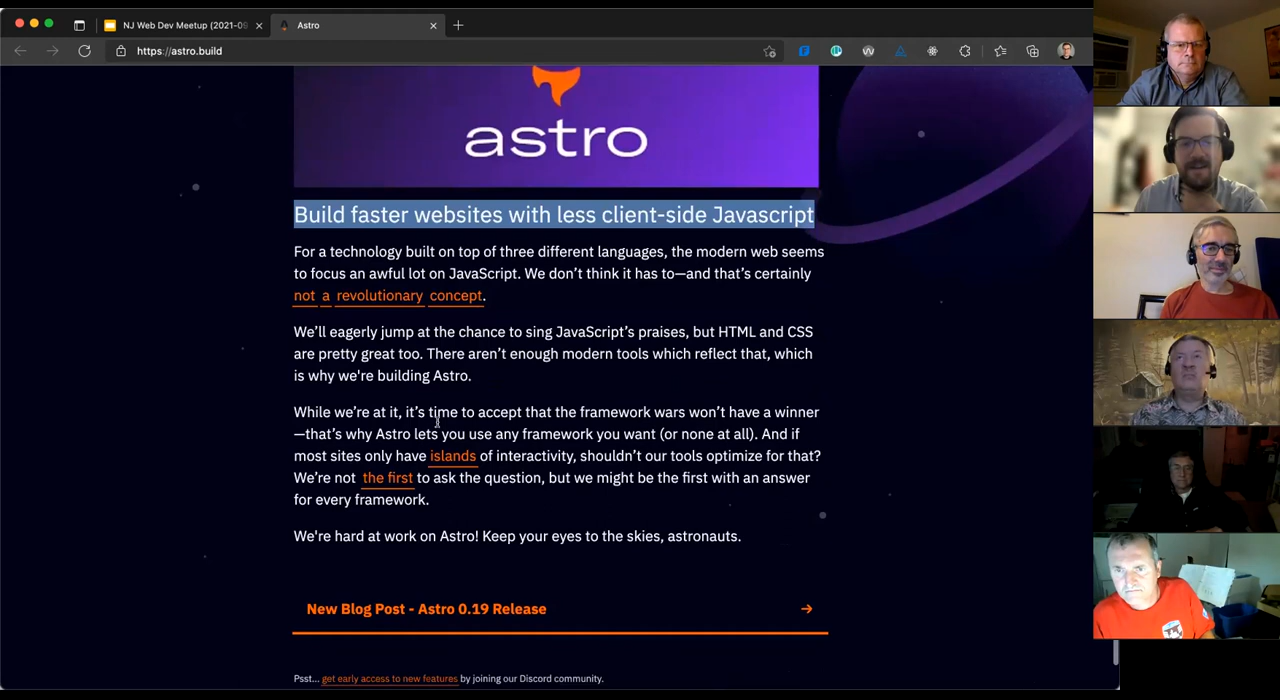 NJ Web Dev Meetup (2021-09
Astro
https://astro.build
astro
Build faster websites with less client-side Javascript
For a technology built on top of three different languages, the modern web seems
to focus an awful lot on JavaScript. We don’t think it has to—and that’s certainly
not a revolutionary concept.
We’ll eagerly jump at the chance to sing JavaScript’s praises, but HTML and CSS
are pretty great too. There aren’t enough modern tools which reflect that, which
is why we're building Astro.
While we’re at it, it’s time to accept that the framework wars won’t have a winner
—that’s why Astro lets you use any framework you want (or none at all). And if
most sites only have islands of interactivity, shouldn’t our tools optimize for that?
We’re not the first to ask the question, but we might be the first with an answer
for every framework.
We're hard at work on Astro! Keep your eyes to the skies, astronauts.
New Blog Post - Astro 0.19 Release →
Psst... get early access to new features by joining our Discord community.